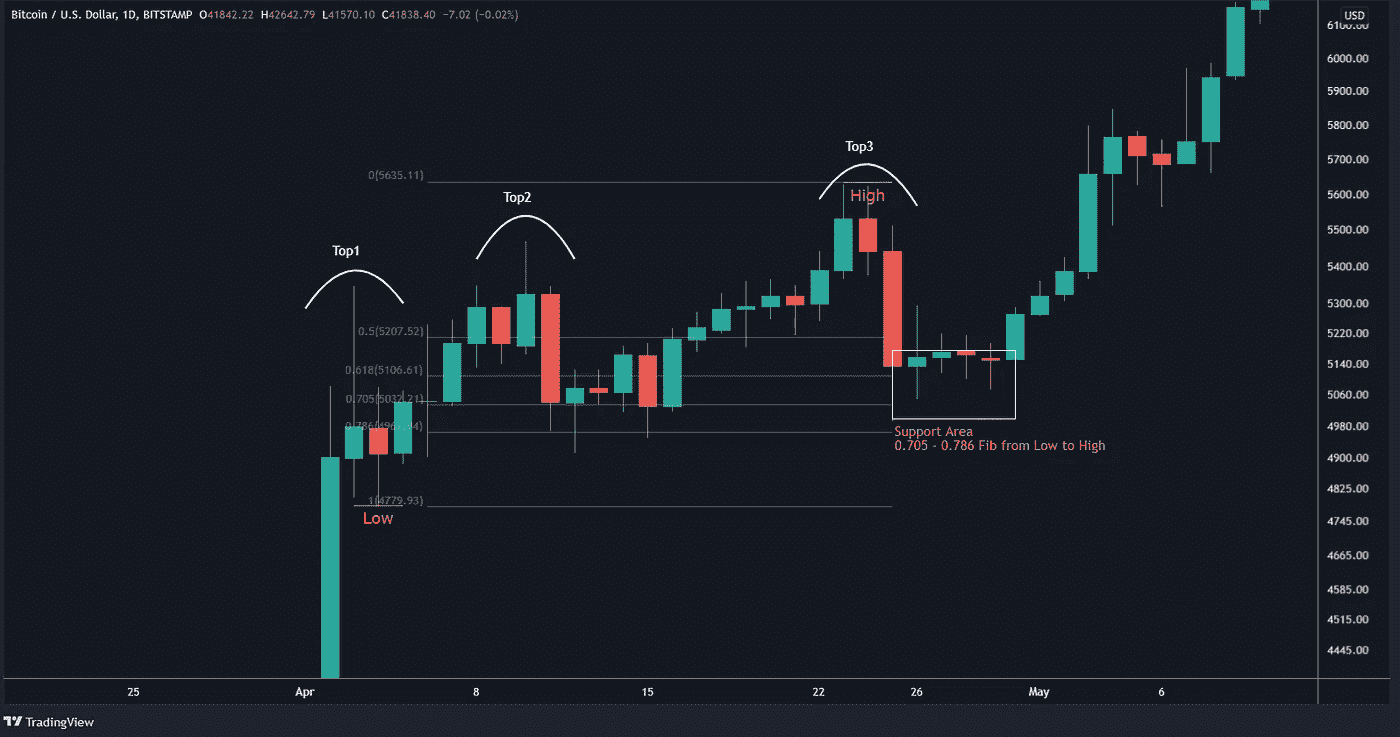 Bitcoin / U.S. Dollar, 1D, BITSTAMP O41842.22 H42642.79 L41570.10 C41838.40 −7.02 (−0.02%)
USD
6100.00
6000.00
5900.00
5800.00
5700.00
5600.00
5500.00
5400.00
5300.00
5220.00
5140.00
5060.00
4980.00
4900.00
4825.00
4745.00
4665.00
4585.00
4515.00
4445.00
Top3
0(5635.11)
High
Top2
Top1
0.5(5207.52)
0.618(5106.61)
0.705(5032.21)
Support Area
0.705 - 0.786 Fib from Low to High
1(4779.93)
Low
25 Apr 8 15 22 26 May 6
TradingView